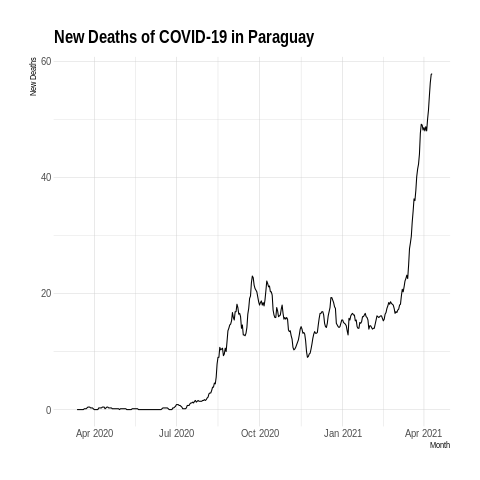 New Deaths of COVID-19 in Paraguay
New Deaths
60
40
20
0
Apr 2020 Jul 2020 Oct 2020 Jan 2021 Apr 2021
Month